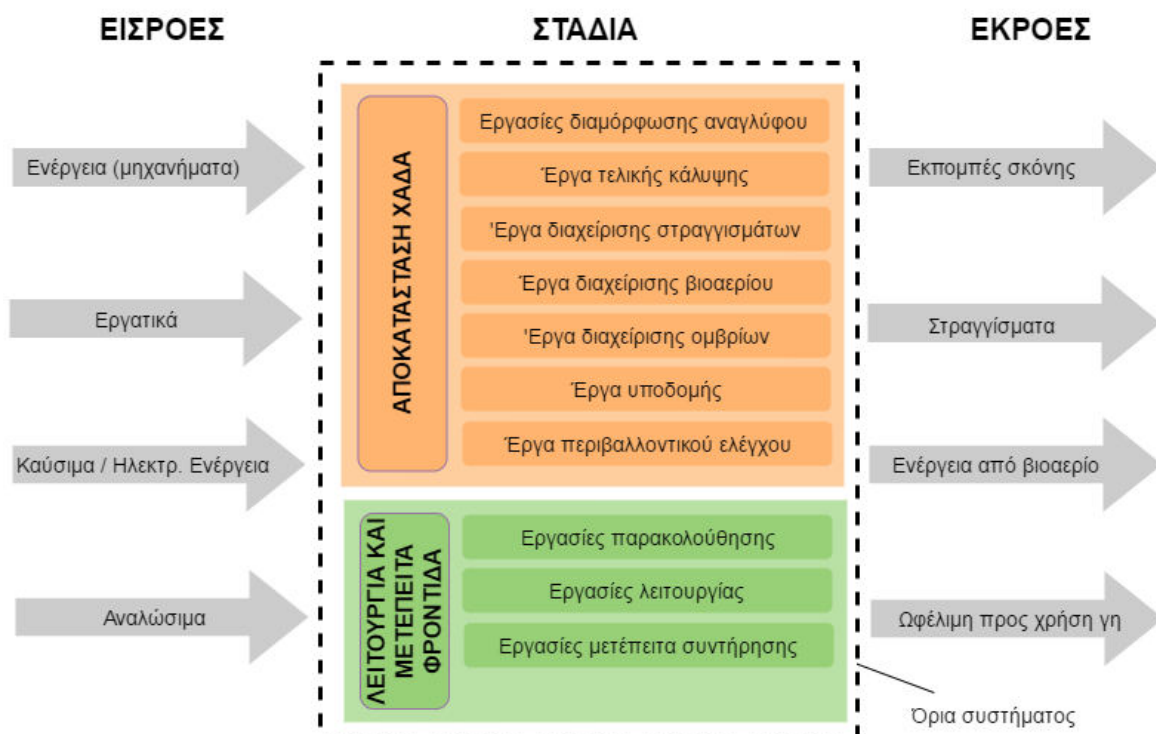 ΕΙΣΡΟΕΣ
ΣΤΑΔΙΑ
ΕΚΡΟΕΣ
Ενέργεια (μηχανήματα)
Εργατικά
Καύσιμα / Ηλεκτρ. Ενέργεια
Αναλώσιμα
ΑΠΟΚΑΤΑΣΤΑΣΗ ΧΑΔΑ
Εργασίες διαμόρφωσης αναγλύφου
Έργα τελικής κάλυψης
'Εργα διαχείρισης στραγγισμάτων
Έργα διαχείρισης βιοαερίου
'Εργα διαχείρισης ομβρίων
Έργα υποδομής
Έργα περιβαλλοντικού ελέγχου
ΛΕΙΤΟΥΡΓΙΑ ΚΑΙ
ΜΕΤΕΠΕΙΤΑ
ΦΡΟΝΤΙΔΑ
Εργασίες παρακολούθησης
Εργασίες λειτουργίας
Εργασίες μετέπειτα συντήρησης
Εκπομπές σκόνης
Στραγγίσματα
Ενέργεια από βιοαερίο
Ωφέλιμη προς χρήση γη
Όρια συστήματος